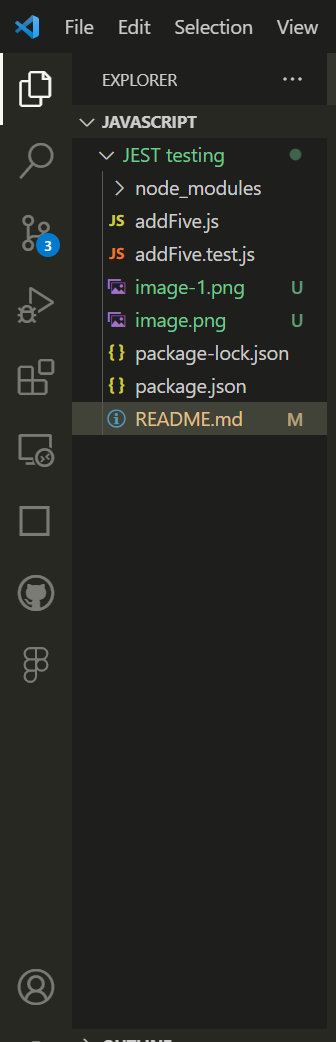 File Edit Selection View
EXPLORER ...
JAVASCRIPT
JEST testing
node_modules
JS addFive.js
3
JS addFive.test.js
image-1.png U
image.png U
{} package-lock.json
{} package.json
README.md M
OUTLINE